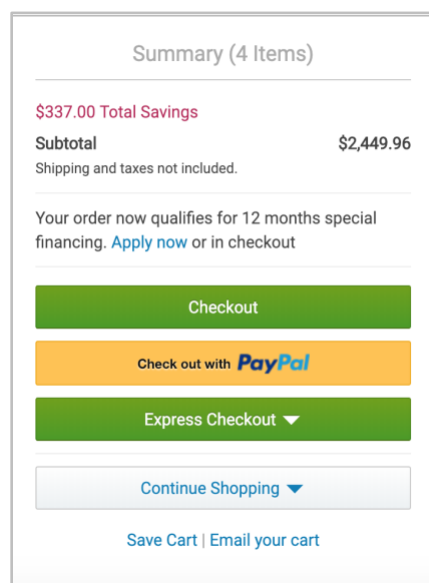 Summary (4 Items)
$337.00 Total Savings
Subtotal $2,449.96
Shipping and taxes not included.
Your order now qualifies for 12 months special
financing. Apply now or in checkout
Checkout
Check out with PayPal
Express Checkout
Continue Shopping
Save Cart | Email your cart